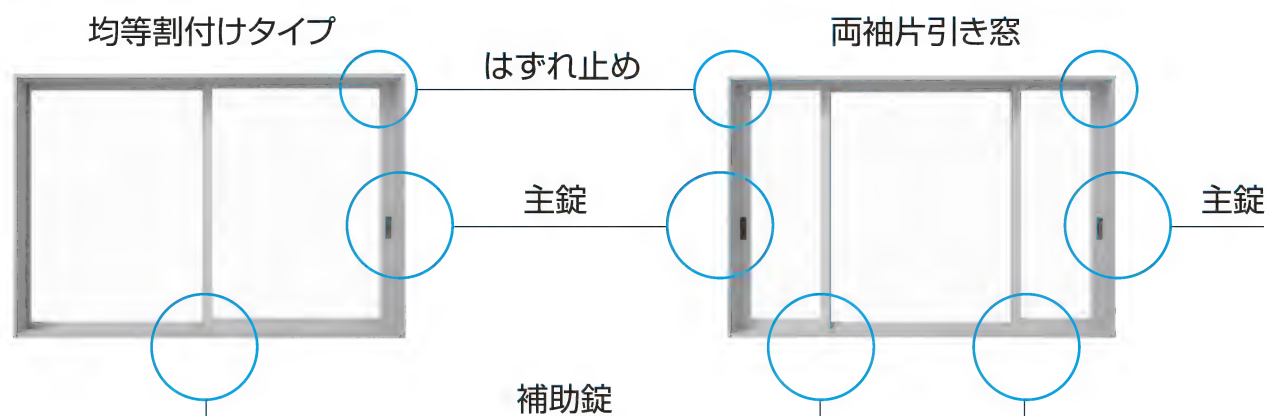 均等割付けタイプ
両袖片引き窓
はずれ止め
主錠
主錠
補助錠